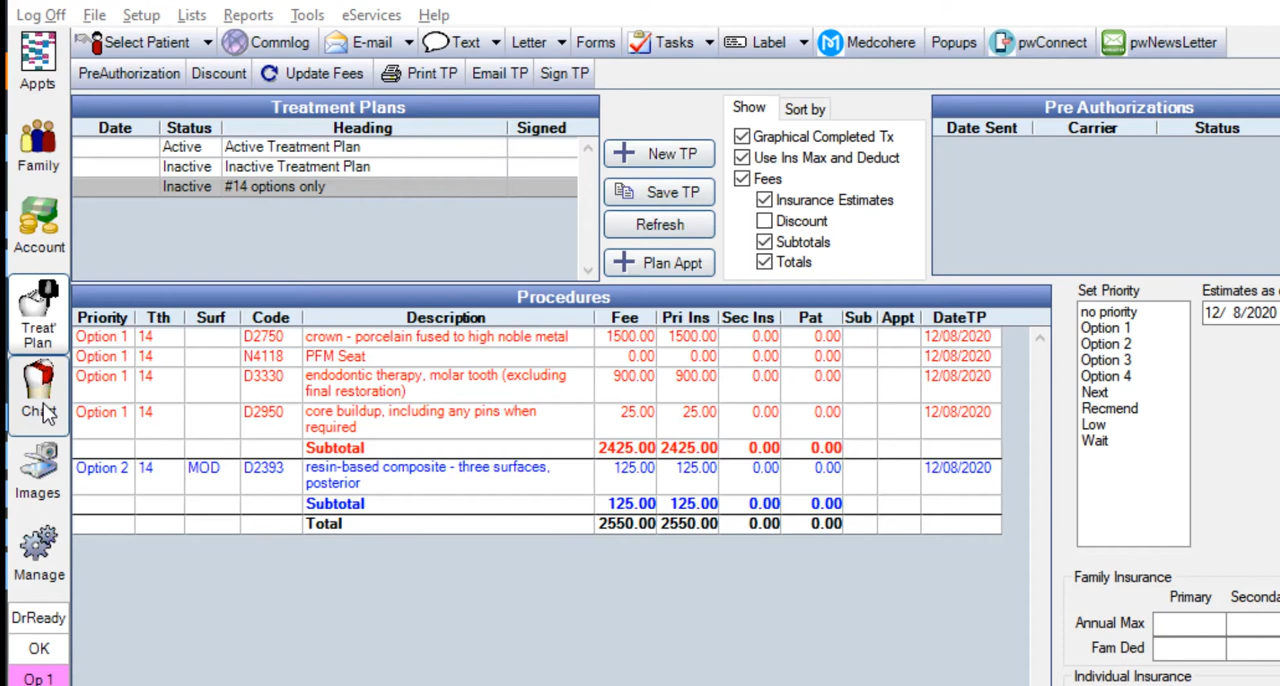 Log Off File Setup Lists Reports Tools eServices Help
Select Patient Commlog E-mail Text Letter Forms Tasks Label Medcohere Popups pwConnect pwNewsLetter
PreAuthorization Discount Update Fees Print TP Email TP Sign TP
Appts
Family
Account
Treat'
Plan
Chart
Images
Manage
DrReady
OK
Op 1
Treatment Plans
Date Status Heading Signed
Active Active Treatment Plan
Inactive Inactive Treatment Plan
Inactive #14 options only
New TP
Save TP
Refresh
Plan Appt
Show Sort by
Graphical Completed Tx
Use Ins Max and Deduct
Fees
Insurance Estimates
Discount
Subtotals
Totals
Pre Authorizations
Date Sent Carrier Status
Procedures
Priority Tth Surf Code Description Fee Pri Ins Sec Ins Pat Sub Appt DateTP
Option 1 14 D2750 crown - porcelain fused to high noble metal 1500.00 1500.00 0.00 0.00 12/08/2020
Option 1 14 N4118 PFM Seat 0.00 0.00 0.00 0.00 12/08/2020
Option 1 14 D3330 endodontic therapy, molar tooth (excluding 900.00 900.00 0.00 0.00 12/08/2020
final restoration)
Option 1 14 D2950 core buildup, including any pins when 25.00 25.00 0.00 0.00 12/08/2020
required
Subtotal 2425.00 2425.00 0.00 0.00
Option 2 14 MOD D2393 resin-based composite - three surfaces, 125.00 125.00 0.00 0.00 12/08/2020
posterior
Subtotal 125.00 125.00 0.00 0.00
Total 2550.00 2550.00 0.00 0.00
Set Priority
no priority
Option 1
Option 2
Option 3
Option 4
Next
Recmend
Low
Wait
Estimates as
12/ 8/2020
Family Insurance
Primary Seconda
Annual Max
Fam Ded
Individual Insurance